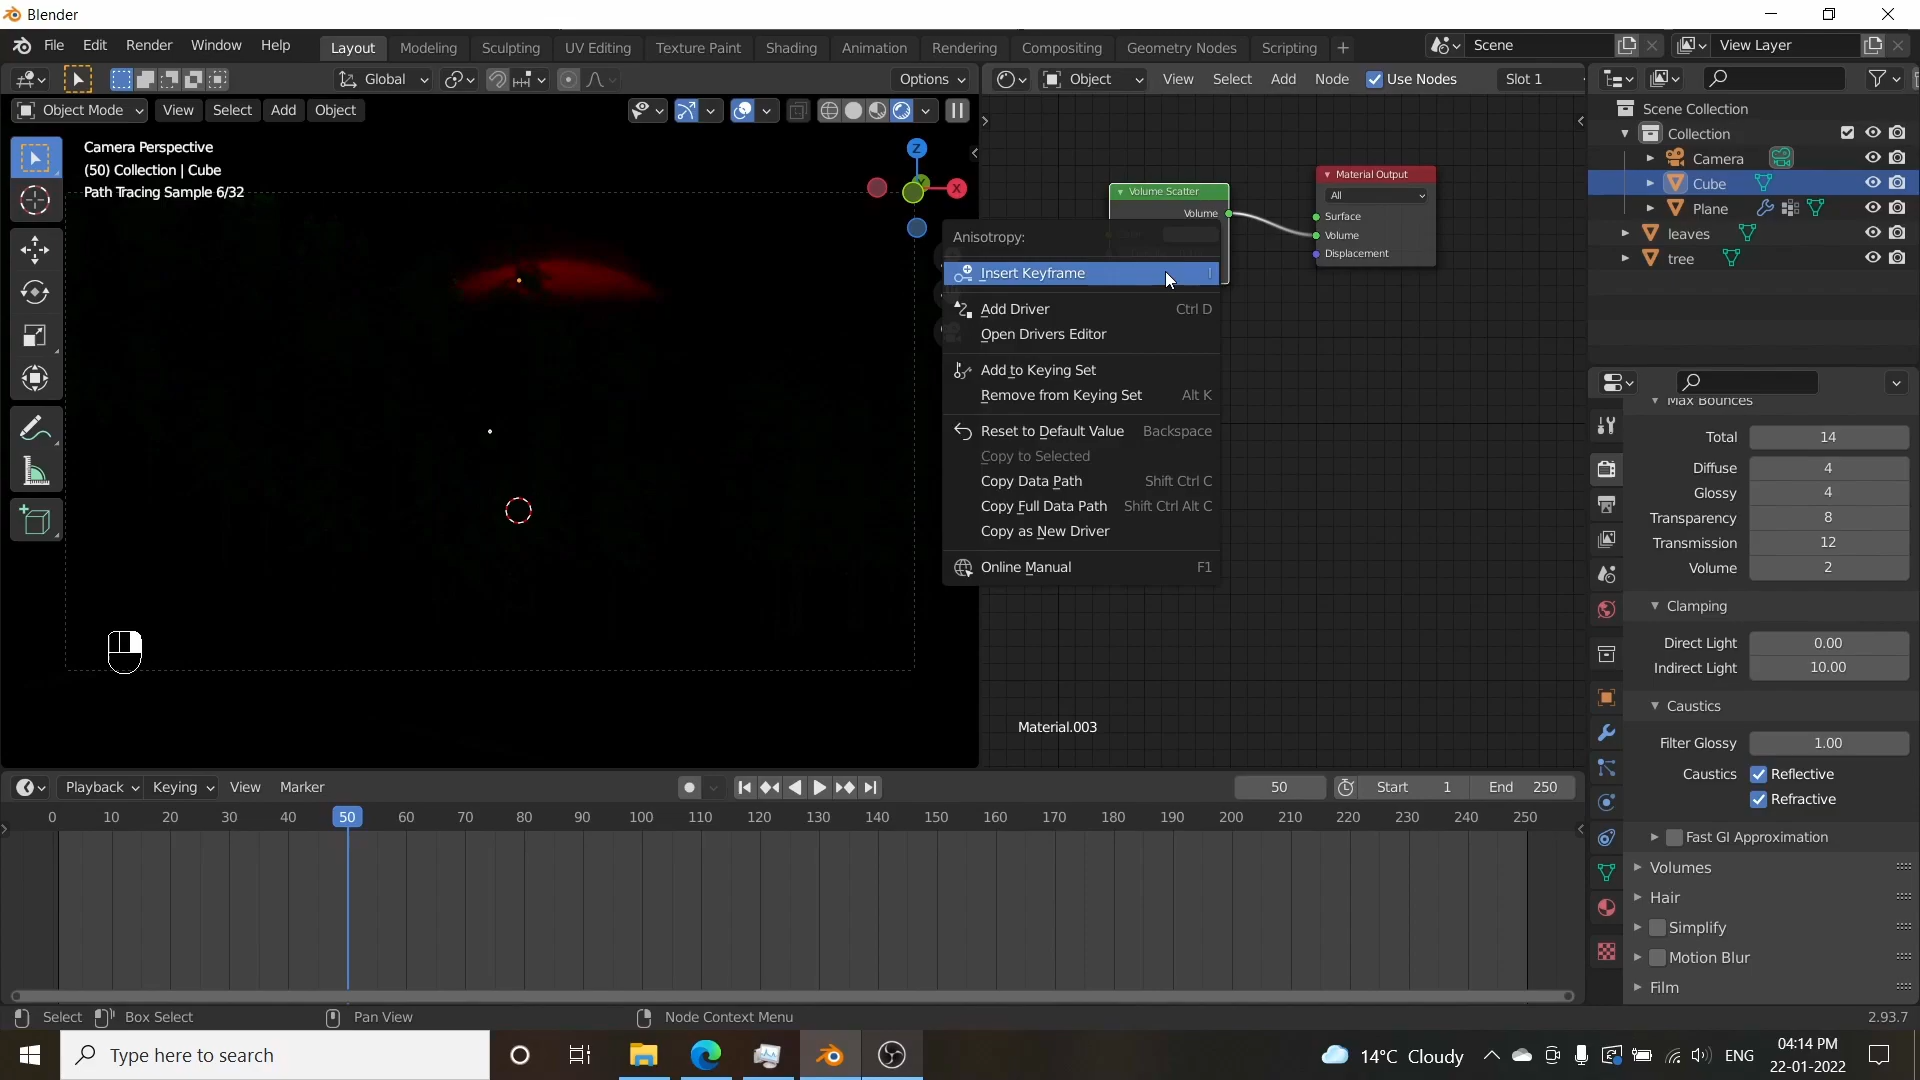 Blender
File Edit Render Window Help
Layout Modeling Sculpting UV Editing Texture Paint Shading Animation Rendering Compositing Geometry Nodes Scripting +
Scene
View Layer
Global
Options
Object
View Select Add Node Use Nodes
Slot 1
Object Mode View Select Add Object
Camera Perspective
(50) Collection | Cube
Path Tracing Sample 6/32
Z
X
Volume Scatter
Volume
Material Output
All
Surface
Volume
Displacement
Anisotropy:
Insert Keyframe I
Add Driver Ctrl D
Open Drivers Editor
Add to Keying Set
Remove from Keying Set Alt K
Reset to Default Value Backspace
Copy to Selected
Copy Data Path Shift Ctrl C
Copy Full Data Path Shift Ctrl Alt C
Copy as New Driver
Online Manual F1
Material.003
Scene Collection
Collection
Camera
Cube
Plane
leaves
tree
Max Bounces
Total 14
Diffuse 4
Glossy 4
Transparency 8
Transmission 12
Volume 2
Clamping
Direct Light 0.00
Indirect Light 10.00
Caustics
Filter Glossy 1.00
Caustics Reflective
Refractive
Fast GI Approximation
Volumes
Hair
Simplify
Motion Blur
Film
Playback Keying View Marker
50
Start 1
End 250
0 10 20 30 40 50 60 70 80 90 100 110 120 130 140 150 160 170 180 190 200 210 220 230 240 250
Select Box Select Pan View Node Context Menu
2.93.7
Type here to search
14°C Cloudy
ENG
04:14 PM
22-01-2022